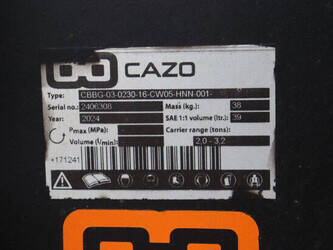 CAZO
Type: CBBG-03-0230-16-CW05-HNN-001-
Serial no.: 2406308 Mass (kg.): 38
Year: 2024 SAE 1:1 volume (ltr.): 39
Pmax (MPa): - Carrier range (tons):
Volume (l/min): - 2,0 - 3,2
*171241